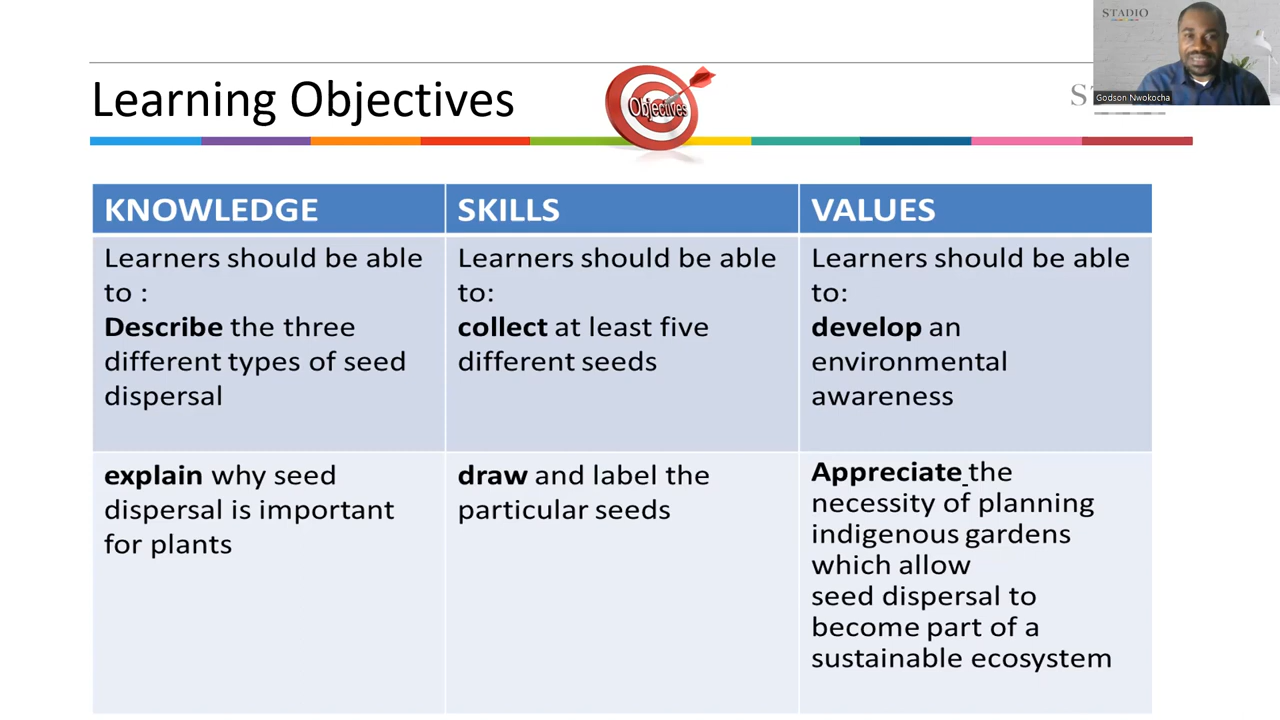 STADIO
Godson Nwokocha
Learning Objectives
Objectives
KNOWLEDGE
Learners should be able
to :
Describe the three
different types of seed
dispersal
explain why seed
dispersal is important
for plants
SKILLS
Learners should be able
to:
collect at least five
different seeds
draw and label the
particular seeds
VALUES
Learners should be able
to:
develop an
environmental
awareness
Appreciate the
necessity of planning
indigenous gardens
which allow
seed dispersal to
become part of a
sustainable ecosystem